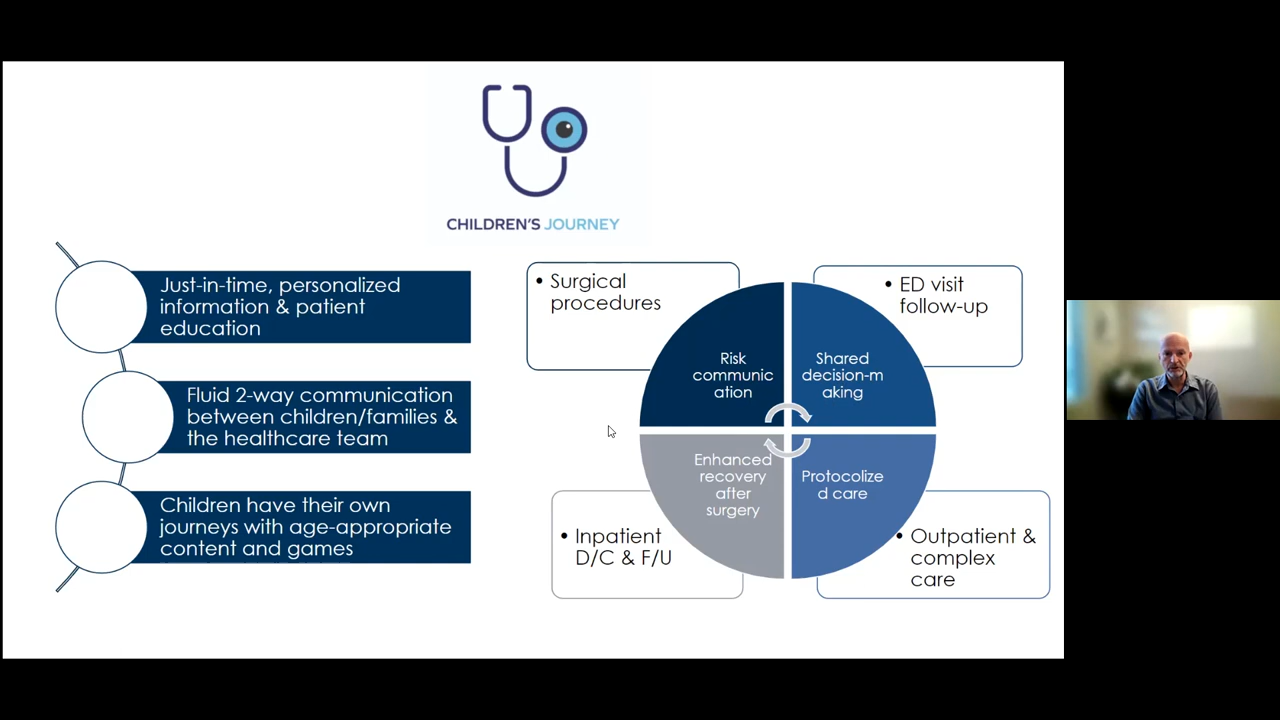 CHILDREN'S JOURNEY
Just-in-time, personalized
information & patient
education
Fluid 2-way communication
between children/families &
the healthcare team
Children have their own
journeys with age-appropriate
content and games
• Surgical
procedures
• ED visit
follow-up
Risk
communic
ation
Shared
decision-m
aking
Enhanced
recovery
after
surgery
Protocolize
d care
• Inpatient
D/C & F/U
• Outpatient &
complex
care